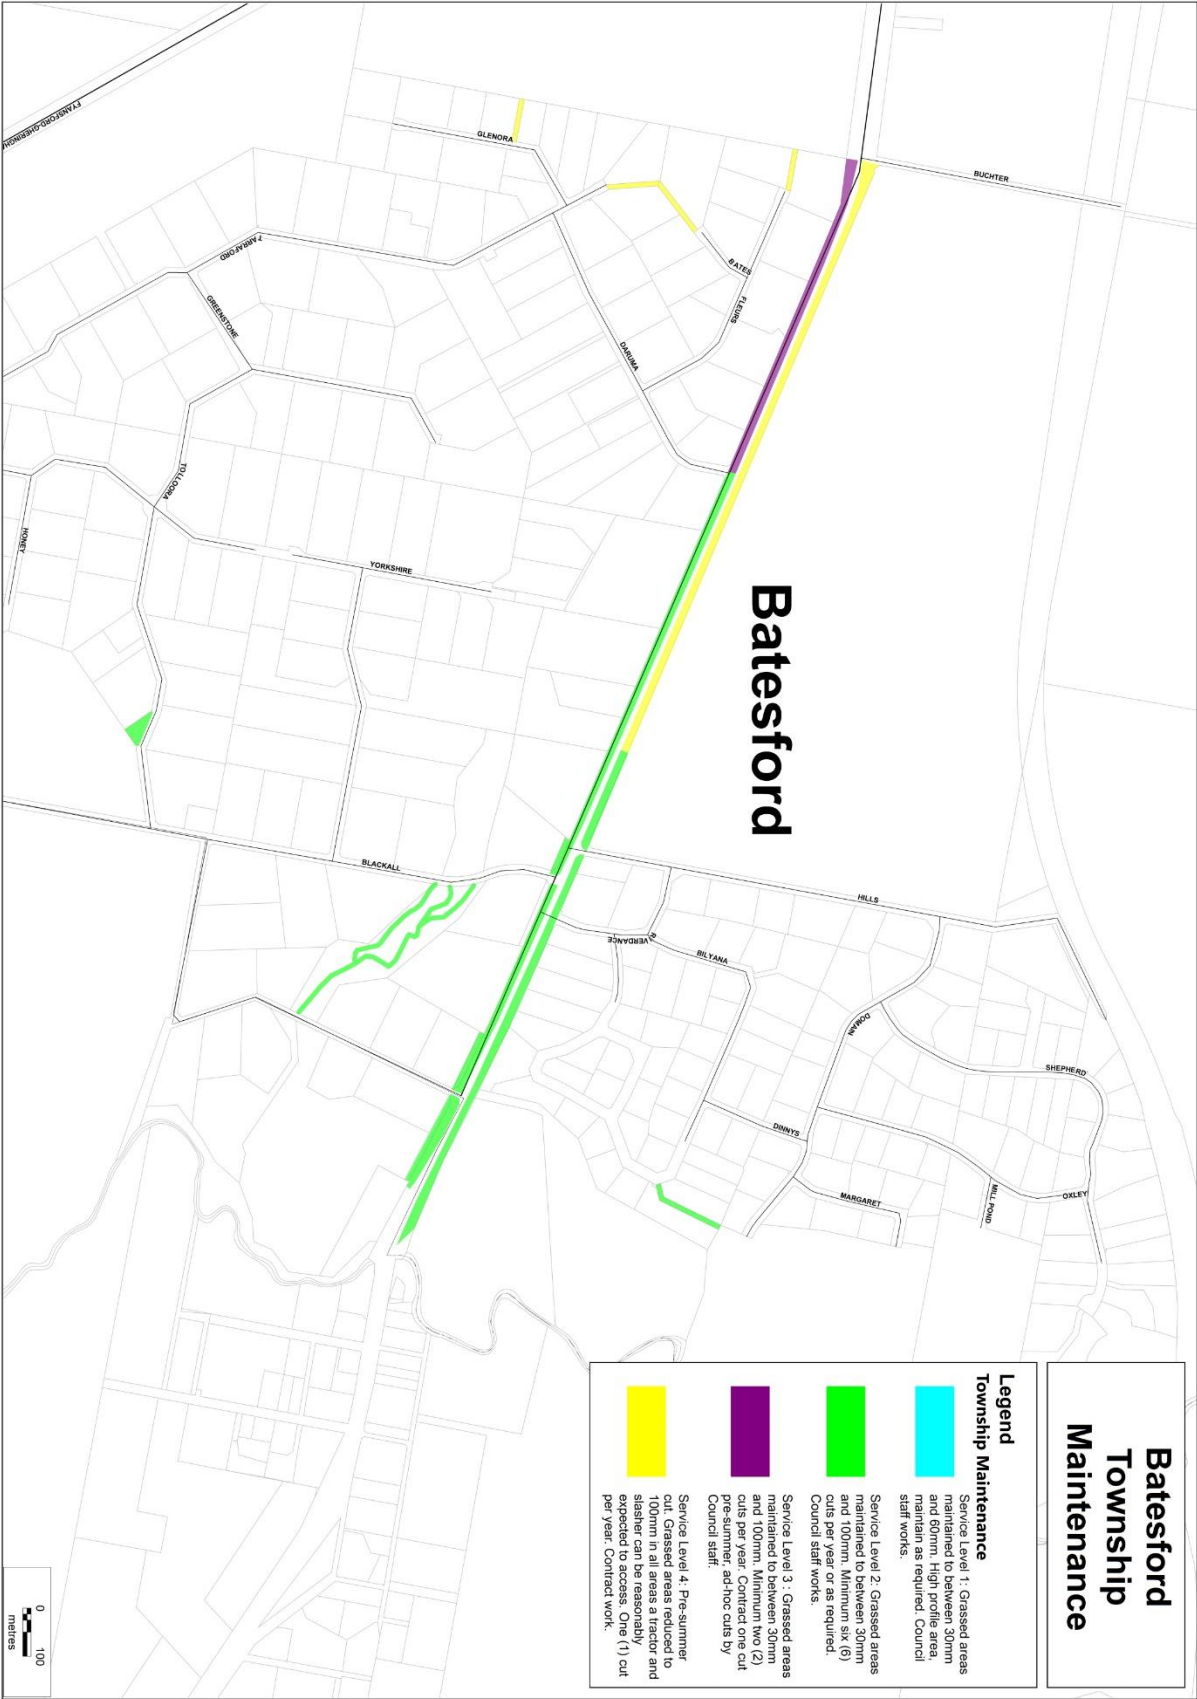 Batesford
Township
Maintenance
Legend
Township Maintenance
Service Level 1: Grassed areas
maintained to between 30mm
and 60mm. High profile area,
maintain as required. Council
staff works.
Service Level 2: Grassed areas
maintained to between 30mm
and 100mm. Minimum six (6)
cuts per year or as required.
Council staff works.
Service Level 3 : Grassed areas
maintained to between 30mm
and 100mm. Minimum two (2)
cuts per year. Contract one cut
pre-summer, ad-hoc cuts by
Council staff.
Service Level 4: Pre-summer
cut. Grassed areas reduced to
100mm in all areas a tractor and
slasher can be reasonably
expected to access. One (1) cut
per year. Contract work.
0 100
metres
Batesford
BUCHTER
HILLS
SHEPHERD
OXLEY
MILL POND
MARGARET
DOMAIN
DINNYS
BILYANA
RIVERDANCE
BLACKALL
FLEURS
BATES
DARUMA
GLENORA
YARRAFORD
GREENSTONE
TOLLOORA
YORKSHIRE
HONEY
FYANSFORD-GHERINGHA